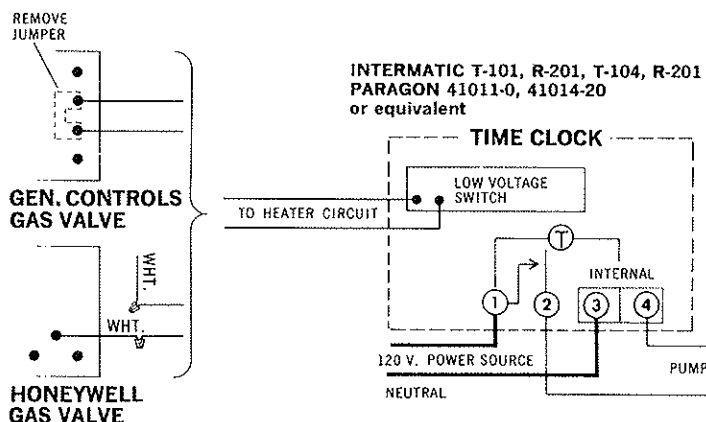 REMOVE
JUMPER
GEN. CONTROLS
GAS VALVE
WHT.
WHT.
HONEYWELL
GAS VALVE
TO HEATER CIRCUIT
INTERMATIC T-101, R-201, T-104, R-201
PARAGON 41011-0, 41014-20
or equivalent
TIME CLOCK
LOW VOLTAGE
SWITCH
T
INTERNAL
1 2 3 4
120 V. POWER SOURCE
PUMP
NEUTRAL